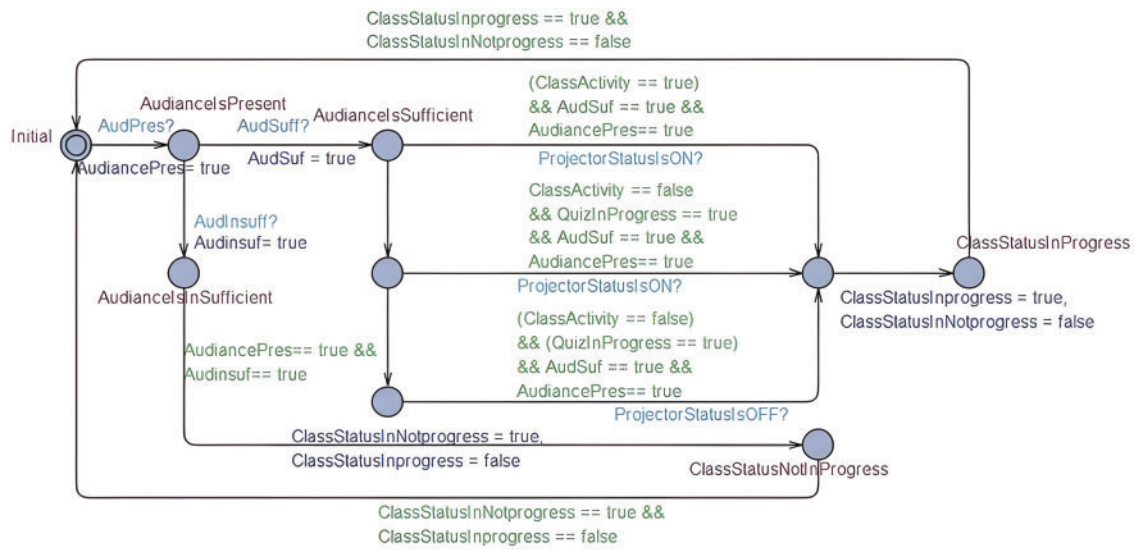 ClassStatusInprogress == true &&
ClassStatusInNotprogress == false
(ClassActivity == true)
&& AudSuf == true &&
AudiancePres== true
AudianceIsPresent
AudianceIsSufficient
Initial
AudPres?
AudSuff?
AudiancePres= true
AudSuf = true
ProjectorStatusIsON?
ClassActivity == false
&& QuizInProgress == true
&& AudSuf == true &&
AudiancePres== true
AudInsuff?
Audinsuf= true
ClassStatusInProgress
AudianceIsInSufficient
ProjectorStatusIsON?
ClassStatusInprogress = true,
ClassStatusInNotprogress = false
(ClassActivity == false)
&& (QuizInProgress == true)
&& AudSuf == true &&
AudiancePres== true
AudiancePres== true &&
Audinsuf== true
ProjectorStatusIsOFF?
ClassStatusInNotprogress = true,
ClassStatusInprogress = false
ClassStatusNotInProgress
ClassStatusInNotprogress == true &&
ClassStatusInprogress == false